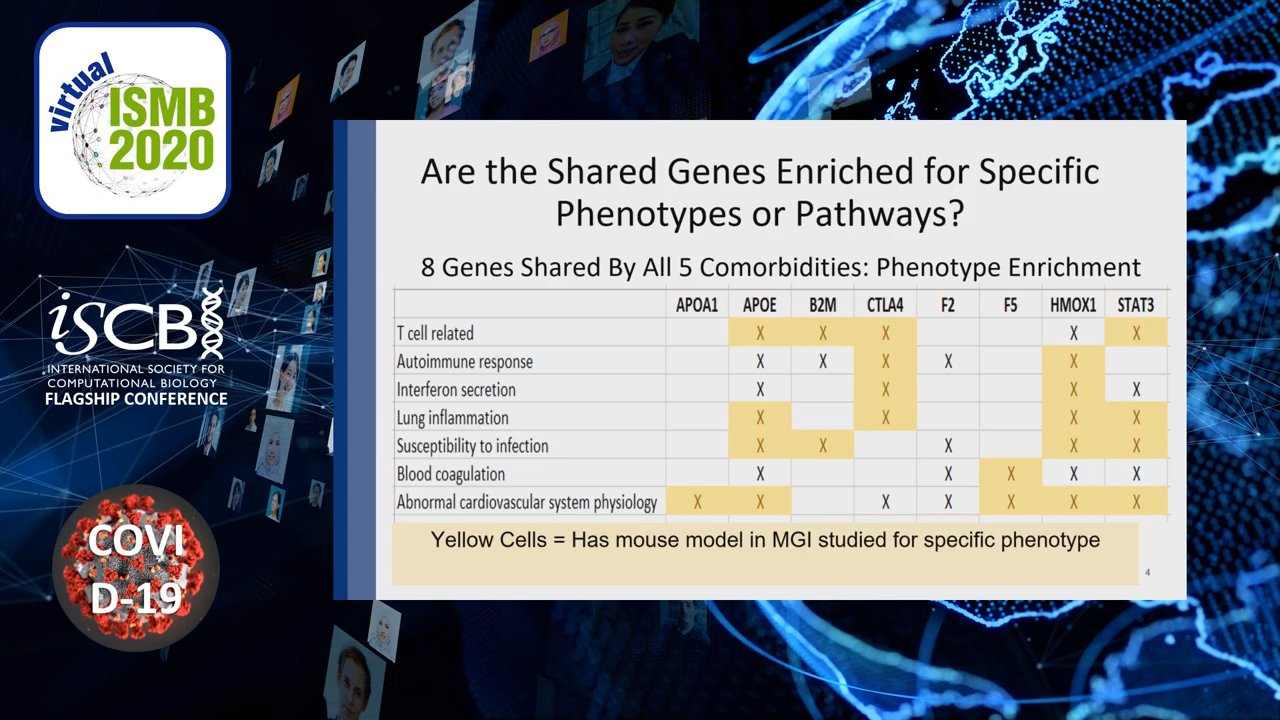 virtual
ISMB
2020
iSCB
INTERNATIONAL SOCIETY FOR
COMPUTATIONAL BIOLOGY
FLAGSHIP CONFERENCE
COVI
D-19
Are the Shared Genes Enriched for Specific
Phenotypes or Pathways?
8 Genes Shared By All 5 Comorbidities: Phenotype Enrichment
APOA1 APOE B2M CTLA4 F2 F5 HMOX1 STAT3
T cell related X X X X X
Autoimmune response X X X X X
Interferon secretion X X X X
Lung inflammation X X X X
Susceptibility to infection X X X X X
Blood coagulation X X X X X
Abnormal cardiovascular system physiology X X X X X X X
Yellow Cells = Has mouse model in MGI studied for specific phenotype
4